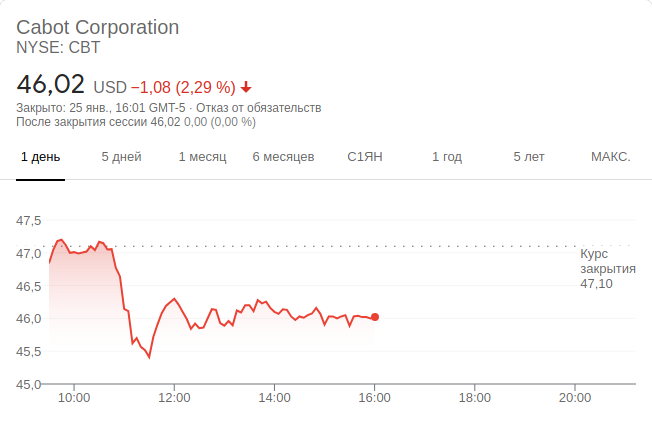 Cabot Corporation
NYSE: CBT
46,02 USD −1,08 (2,29 %)
Закрыто: 25 янв., 16:01 GMT-5 · Отказ от обязательств
После закрытия сессии 46,02 0,00 (0,00 %)
1 день 5 дней 1 месяц 6 месяцев С1ЯН 1 год 5 лет МАКС.
47,5
47,0
46,5
46,0
45,5
45,0
Курс
закрытия
47,10
10:00 12:00 14:00 16:00 18:00 20:00